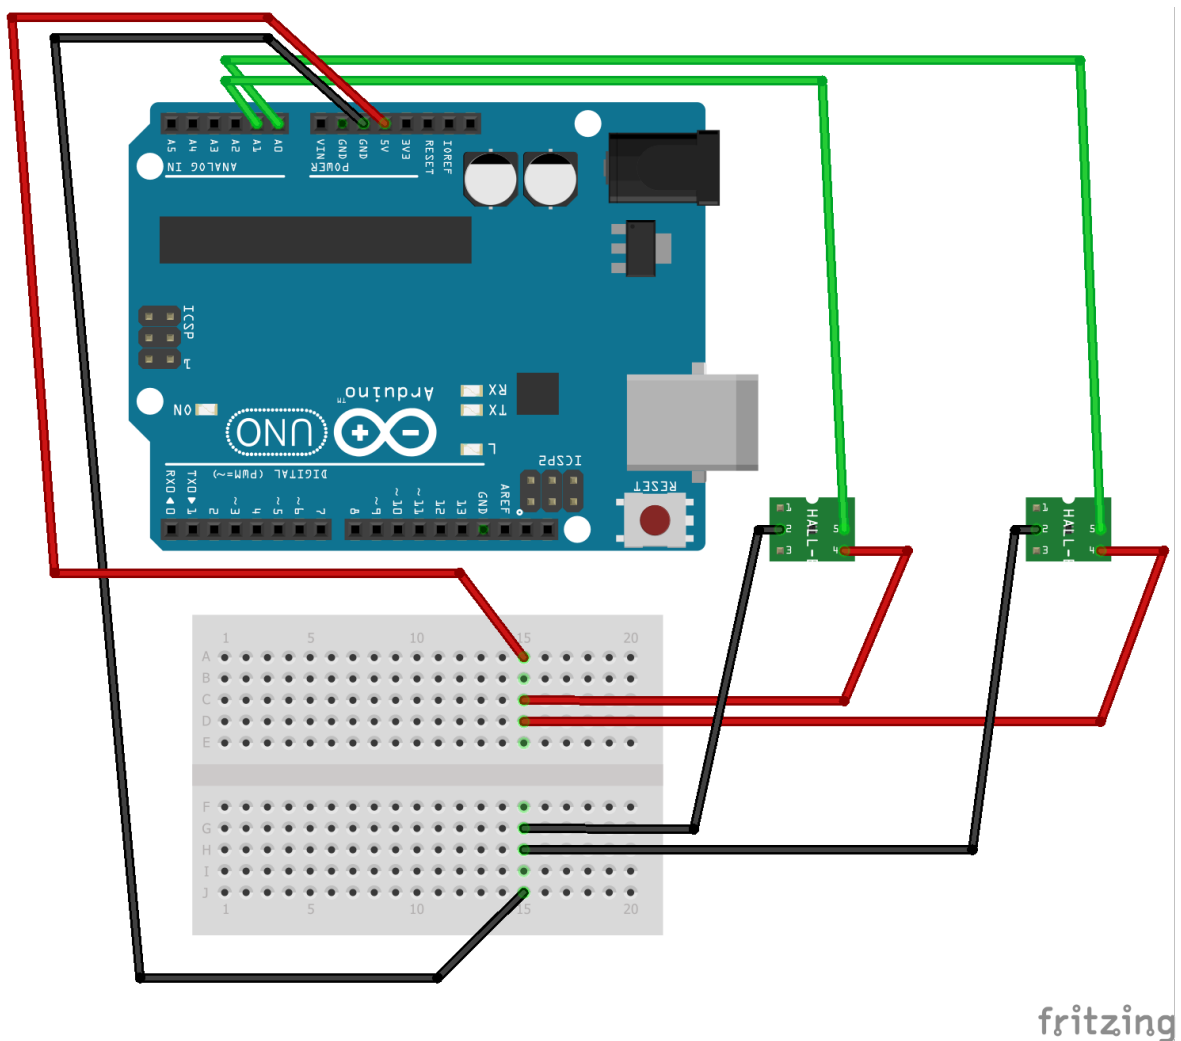 A5 A4 A3 A2 A1 A0
VIN GND GND 5V 3V3 RESET IOREF
ANALOG IN
POWER
ICSP
1
Arduino
TM
RX
TX
ON
UNO
L
ICSP2
DIGITAL (PWM=~)
RX0 TX0
0 1 2 ~3 4 ~5 ~6 7 8 ~9 ~10 ~11 12 13 GND AREF
RESET
1
2
3
HALL-
5
4
1
2
3
HALL-
5
4
1 5 10 15 20
A
B
C
D
E
F
G
H
I
J
1 5 10 15 20
fritzing